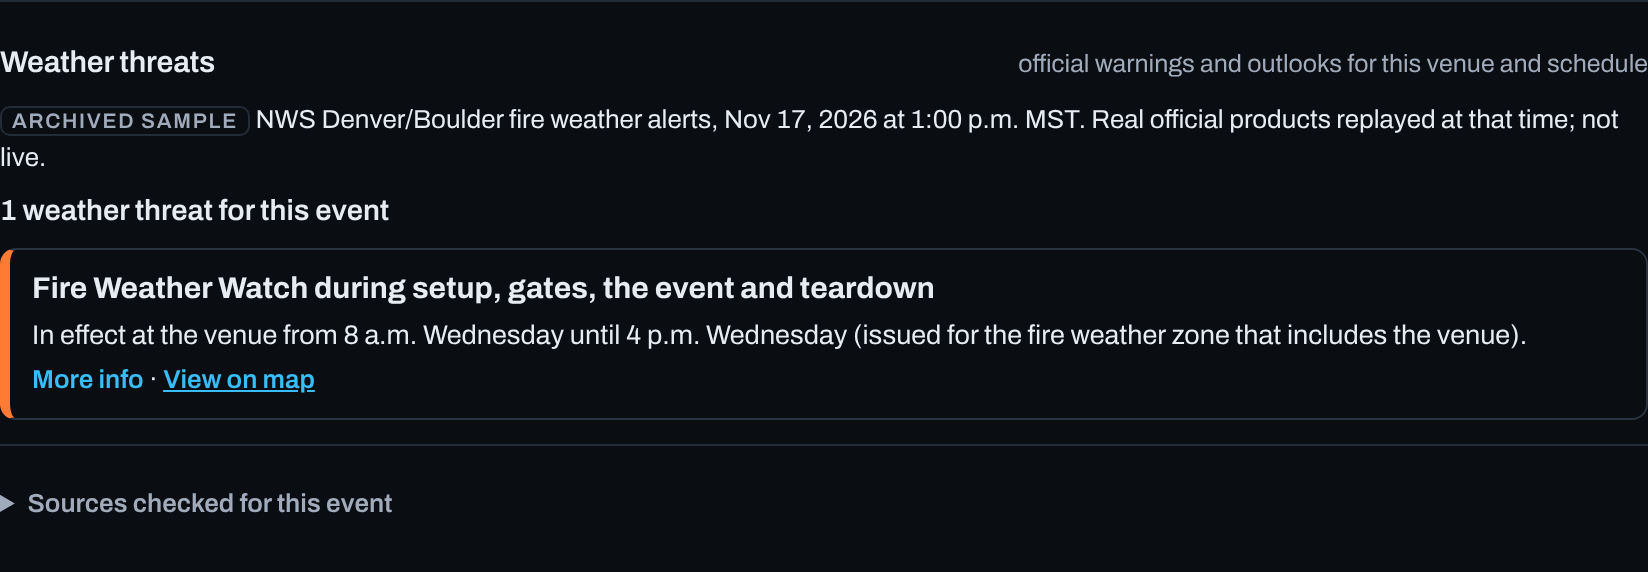 Weather threats
official warnings and outlooks for this venue and schedule
ARCHIVED SAMPLE NWS Denver/Boulder fire weather alerts, Nov 17, 2026 at 1:00 p.m. MST. Real official products replayed at that time; not
live.
1 weather threat for this event
Fire Weather Watch during setup, gates, the event and teardown
In effect at the venue from 8 a.m. Wednesday until 4 p.m. Wednesday (issued for the fire weather zone that includes the venue).
More info · View on map
Sources checked for this event